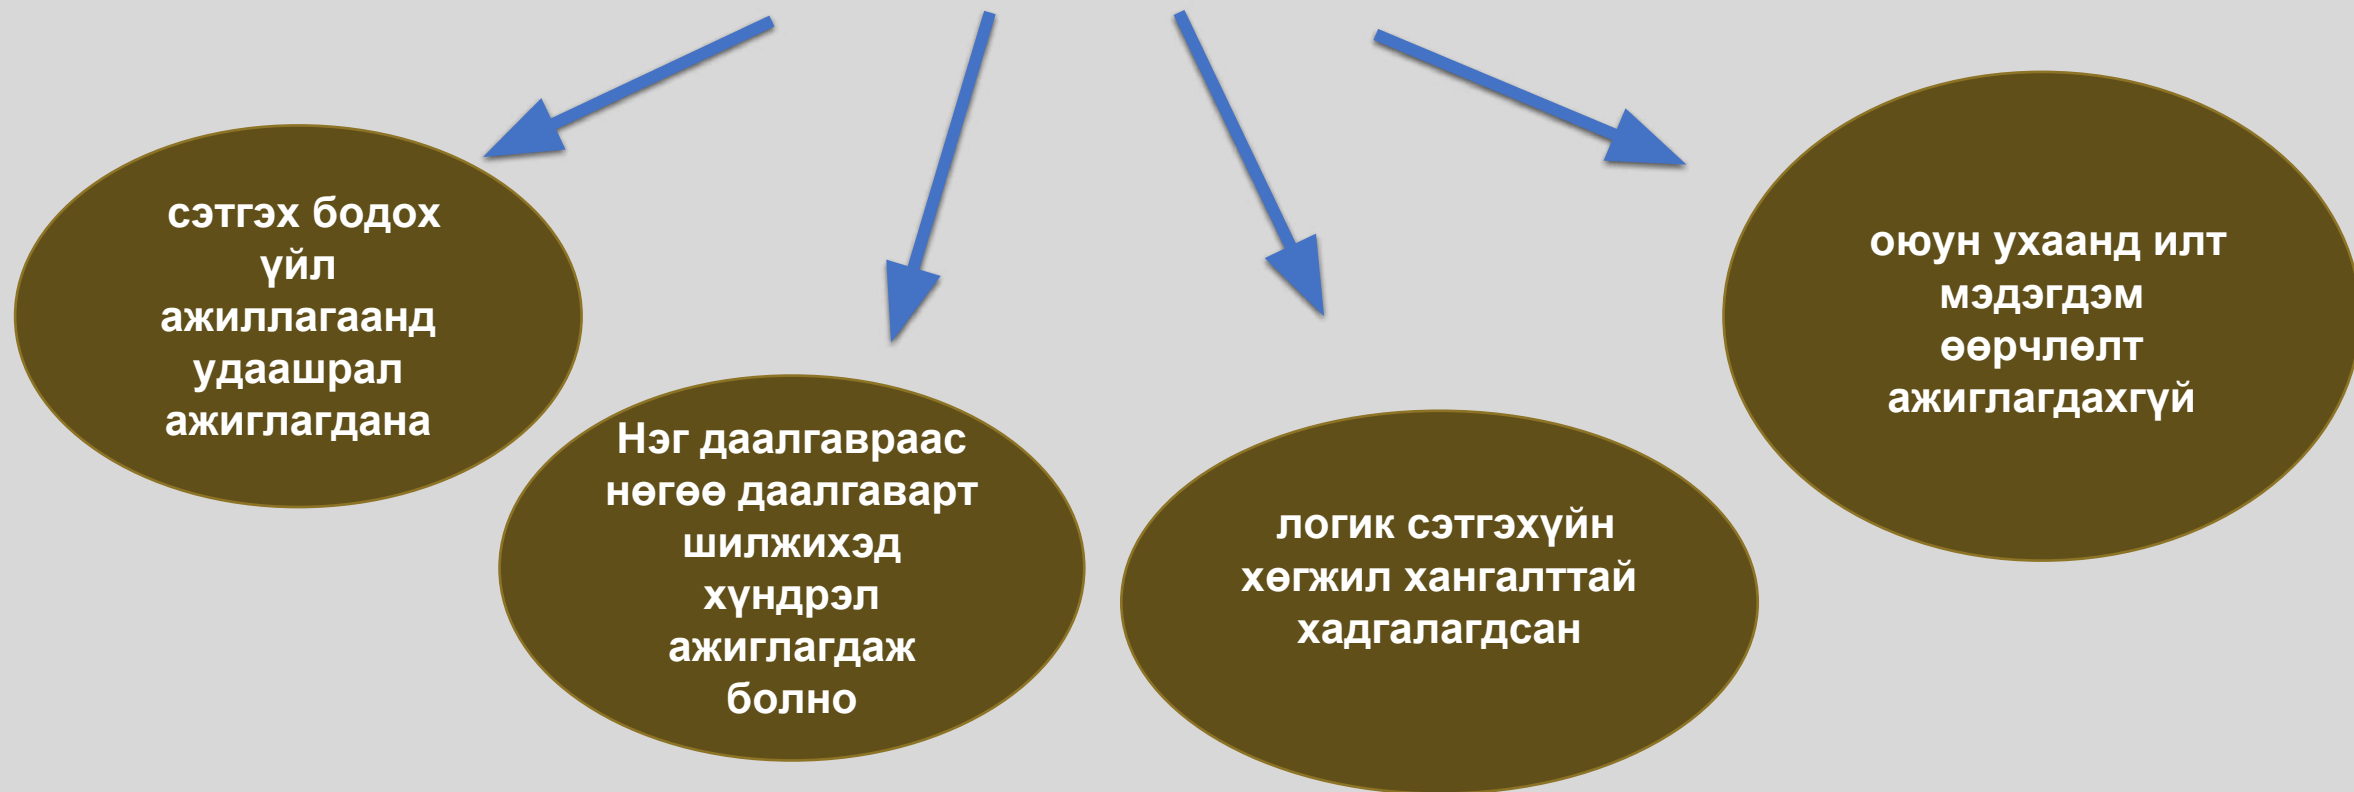 сэтгэх бодох
үйл
ажиллагаанд
удаашрал
ажиглагдана
Нэг даалгавраас
нөгөө даалгаварт
шилжихэд
хүндрэл
ажиглагдаж
болно
логик сэтгэхүйн
хөгжил хангалттай
хадгалагдсан
оюун ухаанд илт
мэдэгдэм
өөрчлөлт
ажиглагдахгүй